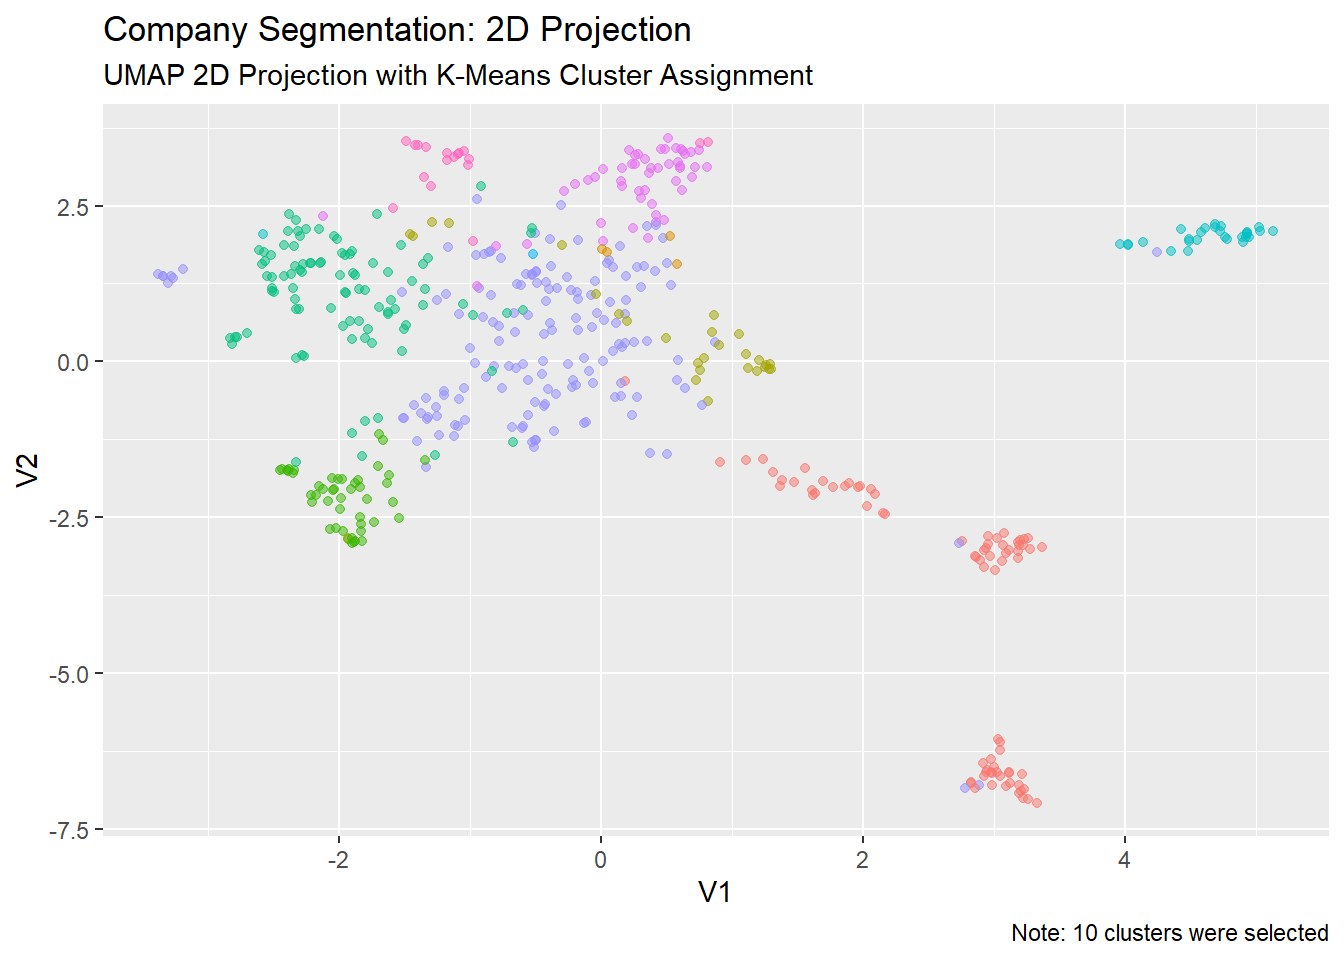 Company Segmentation: 2D Projection
UMAP 2D Projection with K-Means Cluster Assignment
2.5
0.0
-2.5
-5.0
-7.5
V2
-2
0
2
4
V1
Note: 10 clusters were selected